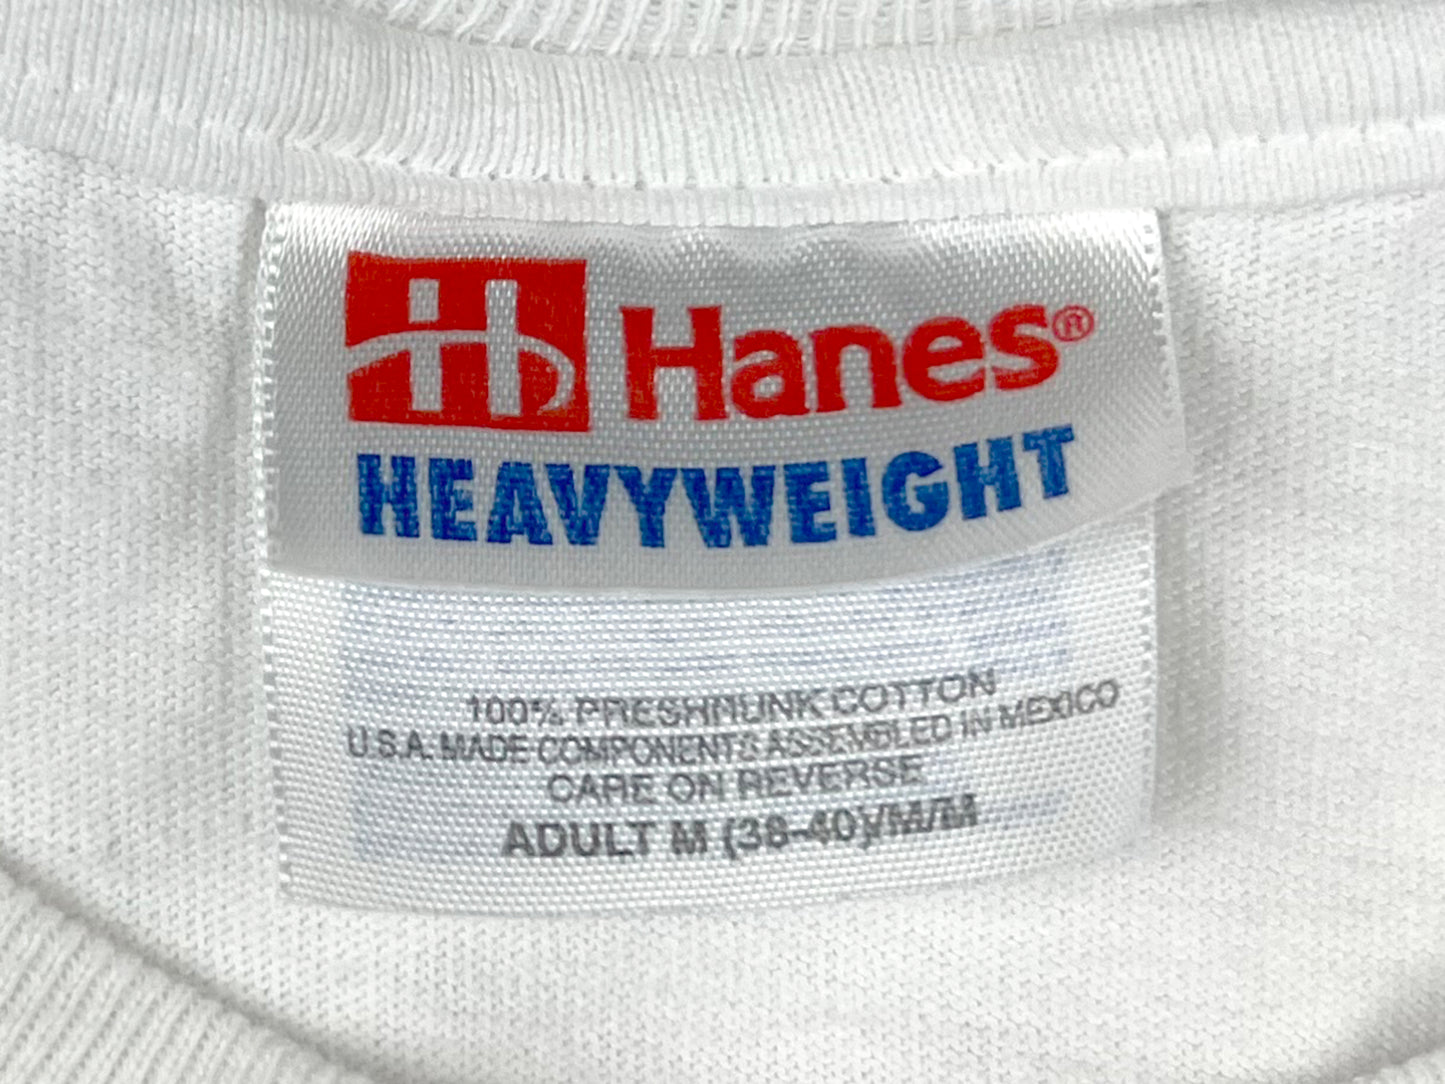 Hanes®
HEAVYWEIGHT
100% PRESHRUNK COTTON
U.S.A. MADE COMPONENTS ASSEMBLED IN MEXICO
CARE ON REVERSE
ADULT M (38-40)/M/M